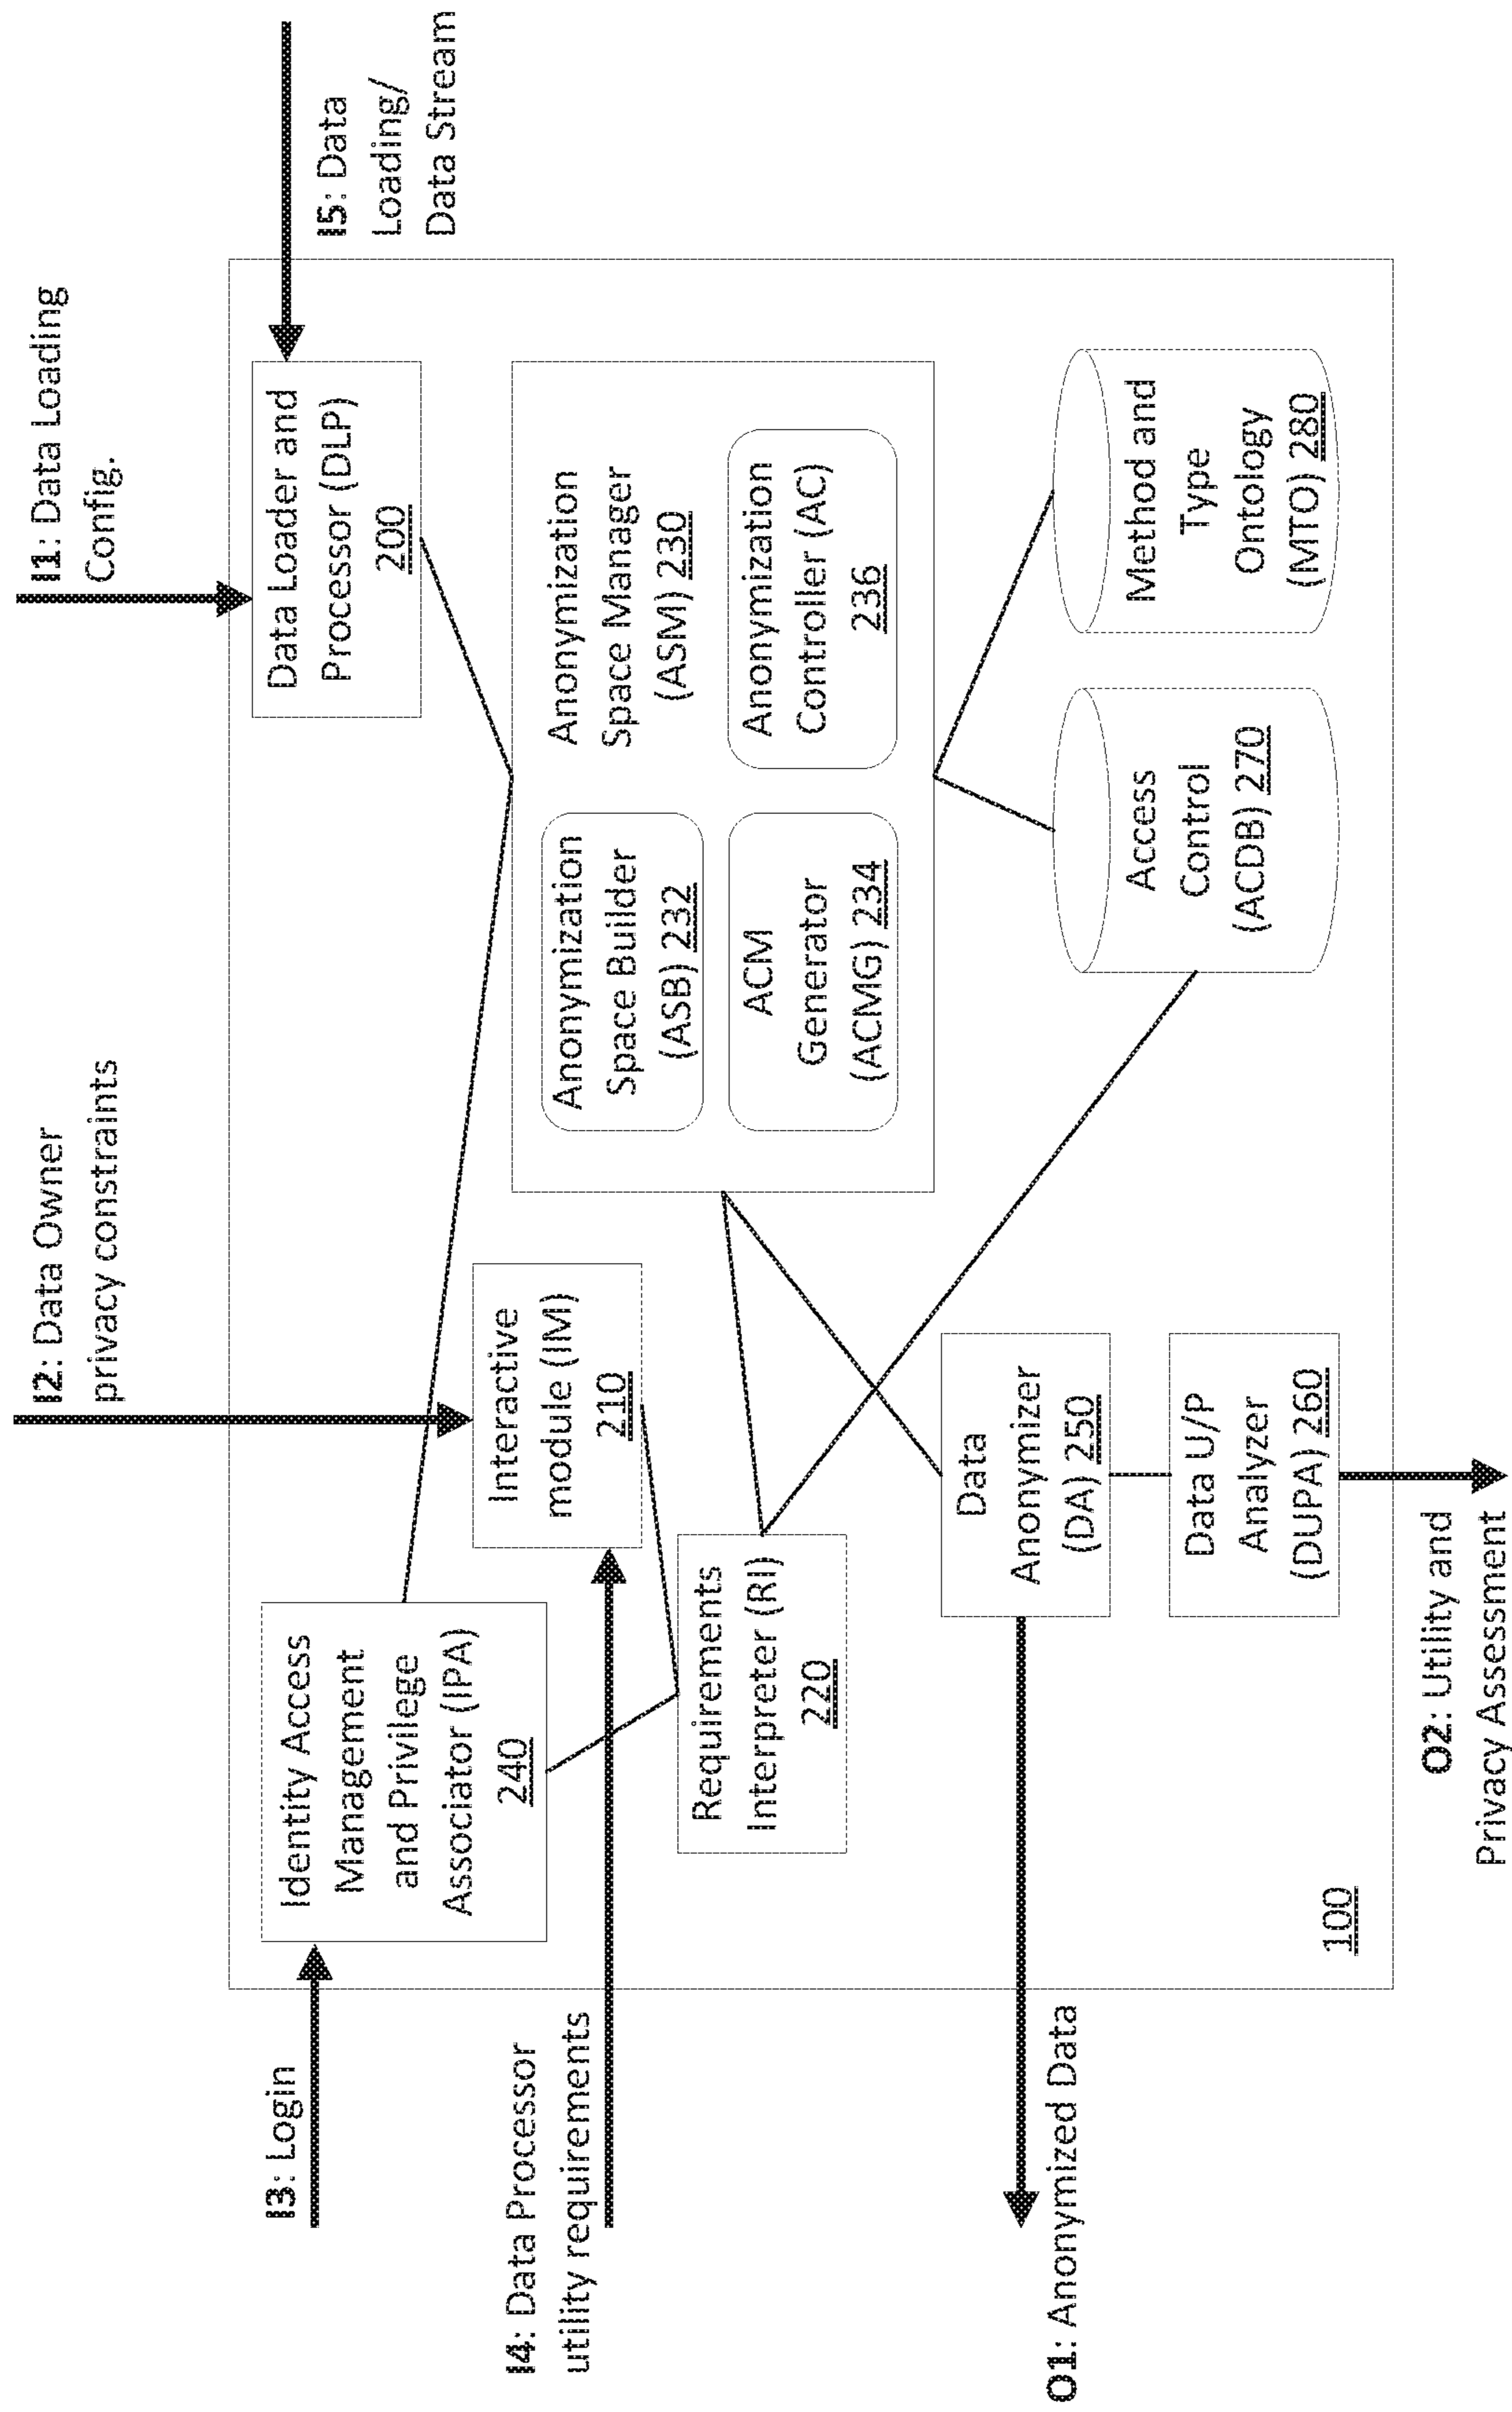 I1: Data Loading
Config.
I2: Data Owner
privacy constraints
I3: Login
I4: Data Processor
utility requirements
I5: Data
Loading/
Data Stream
Identity Access
Management
and Privilege
Associator (IPA)
240
Interactive
module (IM)
210
Requirements
Interpreter (RI)
220
Data Loader and
Processor (DLP)
200
Anonymization
Space Manager
(ASM) 230
Anonymization
Space Builder
(ASB) 232
ACM
Generator
(ACMG) 234
Anonymization
Controller (AC)
236
Data
Anonymizer
(DA) 250
Data U/P
Analyzer
(DUPA) 260
Access
Control
(ACDB) 270
Method and
Type
Ontology
(MTO) 280
100
O1: Anonymized Data
O2: Utility and
Privacy Assessment